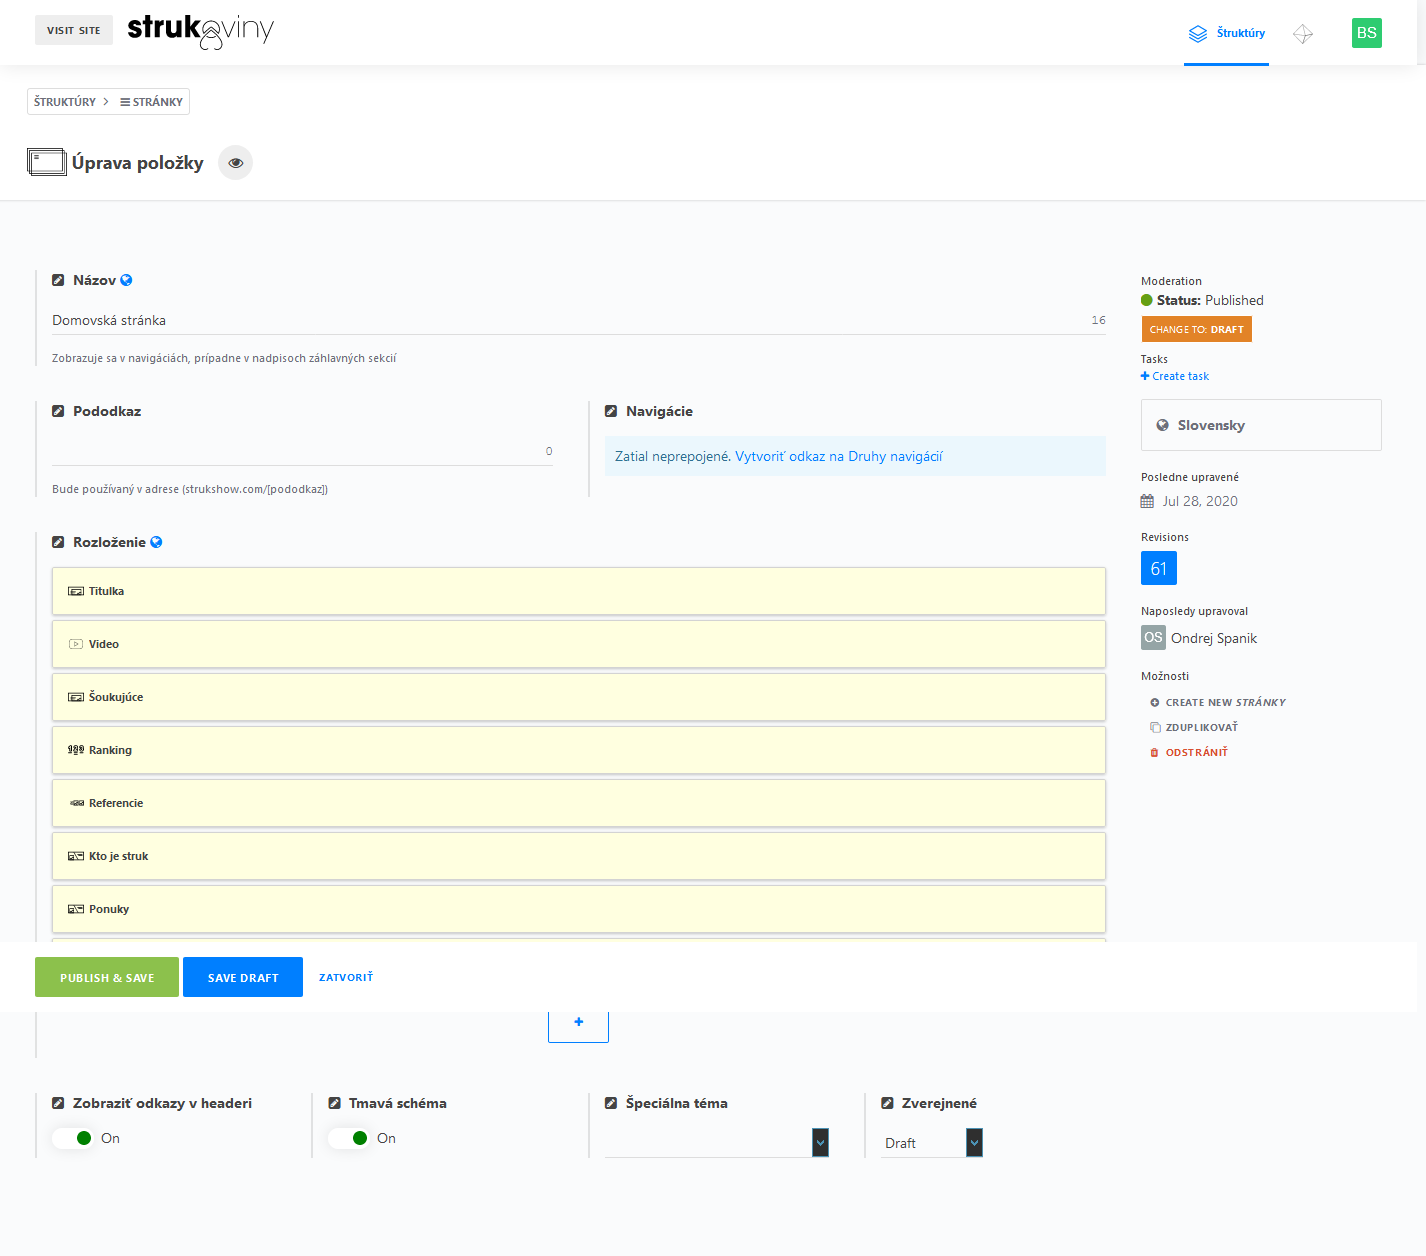 VISIT SITE
strukoviny
Štruktúry
BS
ŠTRUKTÚRY
STRÁNKY
Úprava položky
Názov
Domovská stránka
16
Zobrazuje sa v navigáciách, prípadne v nadpisoch záhlavných sekcií
Pododkaz
0
Bude používaný v adrese (strukshow.com/[pododkaz])
Navigácie
Zatial neprepojené. Vytvoriť odkaz na Druhy navigácií
Rozloženie
Titulka
Video
Šoukujúce
Ranking
Referencie
Kto je struk
Ponuky
PUBLISH & SAVE
SAVE DRAFT
ZATVORIŤ
+
Zobraziť odkazy v headeri
On
Tmavá schéma
On
Špeciálna téma
Zverejnené
Draft
Moderation
Status: Published
CHANGE TO: DRAFT
Tasks
+ Create task
Slovensky
Posledne upravené
Jul 28, 2020
Revisions
61
Naposledy upravoval
OS Ondrej Spanik
Možnosti
CREATE NEW STRÁNKY
ZDUPLIKOVAŤ
ODSTRÁNIŤ